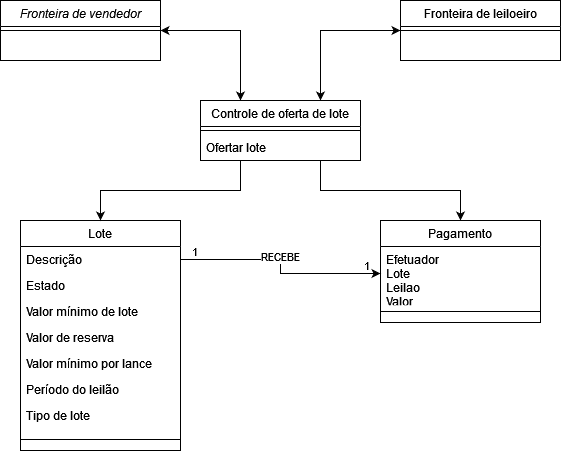 Fronteira de vendedor
Fronteira de leiloeiro
Controle de oferta de lote
Ofertar lote
Lote
Descrição
Estado
Valor mínimo de lote
Valor de reserva
Valor mínimo por lance
Período do leilão
Tipo de lote
1
RECEBE
1
Pagamento
Efetuador
Lote
Leilao
Valor